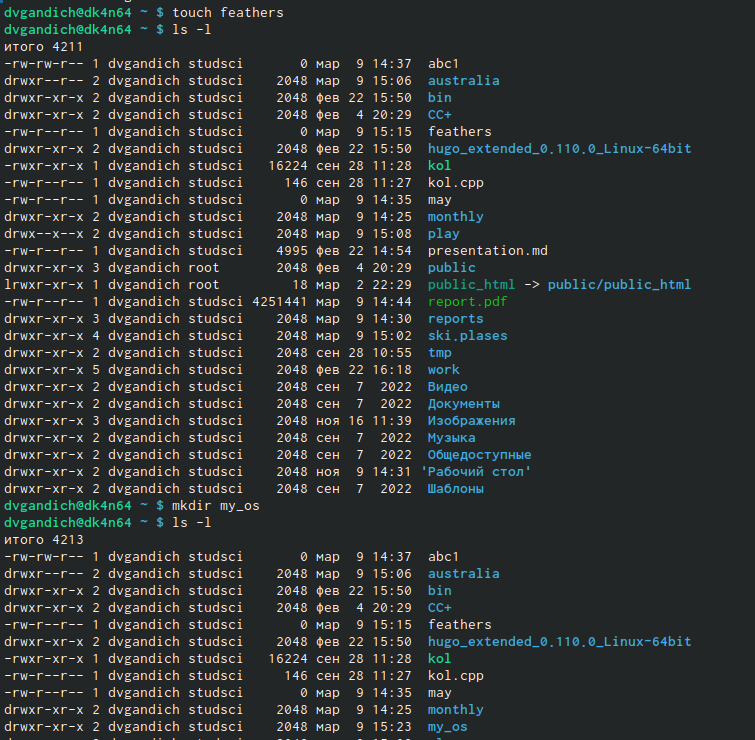 dvgandich@dk4n64 ~ $ touch feathers
dvgandich@dk4n64 ~ $ ls -l
итого 4211
-rw-rw-r-- 1 dvgandich studsci       0 мар  9 14:37  abc1
drwxr--r-- 2 dvgandich studsci    2048 мар  9 15:06  australia
drwxr-xr-x 2 dvgandich studsci    2048 фев 22 15:50  bin
drwxr-xr-x 2 dvgandich studsci    2048 фев  4 20:29  CC+
-rw-r--r-- 1 dvgandich studsci       0 мар  9 15:15  feathers
drwxr-xr-x 2 dvgandich studsci    2048 фев 22 15:50  hugo_extended_0.110.0_Linux-64bit
-rwxr-xr-x 1 dvgandich studsci   16224 сен 28 11:28  kol
-rw-r--r-- 1 dvgandich studsci     146 сен 28 11:27  kol.cpp
-rw-r--r-- 1 dvgandich studsci       0 мар  9 14:35  may
drwxr-xr-x 2 dvgandich studsci    2048 мар  9 14:25  monthly
drwx--x--x 2 dvgandich studsci    2048 мар  9 15:08  play
-rw-r--r-- 1 dvgandich studsci    4995 фев 22 14:54  presentation.md
drwxr-xr-x 3 dvgandich root       2048 фев  4 20:29  public
lrwxr-xr-x 1 dvgandich root         18 мар  2 22:29  public_html -> public/public_html
-rw-r--r-- 1 dvgandich studsci 4251441 мар  9 14:44  report.pdf
drwxr-xr-x 3 dvgandich studsci    2048 мар  9 14:30  reports
drwxr-xr-x 4 dvgandich studsci    2048 мар  9 15:02  ski.plases
drwxr-xr-x 2 dvgandich studsci    2048 сен 28 10:55  tmp
drwxr-xr-x 5 dvgandich studsci    2048 фев 22 16:18  work
drwxr-xr-x 2 dvgandich studsci    2048 сен  7  2022  Видео
drwxr-xr-x 2 dvgandich studsci    2048 сен  7  2022  Документы
drwxr-xr-x 3 dvgandich studsci    2048 ноя 16 11:39  Изображения
drwxr-xr-x 2 dvgandich studsci    2048 сен  7  2022  Музыка
drwxr-xr-x 2 dvgandich studsci    2048 сен  7  2022  Общедоступные
drwxr-xr-x 2 dvgandich studsci    2048 ноя  9 14:31 'Рабочий стол'
drwxr-xr-x 2 dvgandich studsci    2048 сен  7  2022  Шаблоны
dvgandich@dk4n64 ~ $ mkdir my_os
dvgandich@dk4n64 ~ $ ls -l
итого 4213
-rw-rw-r-- 1 dvgandich studsci       0 мар  9 14:37  abc1
drwxr--r-- 2 dvgandich studsci    2048 мар  9 15:06  australia
drwxr-xr-x 2 dvgandich studsci    2048 фев 22 15:50  bin
drwxr-xr-x 2 dvgandich studsci    2048 фев  4 20:29  CC+
-rw-r--r-- 1 dvgandich studsci       0 мар  9 15:15  feathers
drwxr-xr-x 2 dvgandich studsci    2048 фев 22 15:50  hugo_extended_0.110.0_Linux-64bit
-rwxr-xr-x 1 dvgandich studsci   16224 сен 28 11:28  kol
-rw-r--r-- 1 dvgandich studsci     146 сен 28 11:27  kol.cpp
-rw-r--r-- 1 dvgandich studsci       0 мар  9 14:35  may
drwxr-xr-x 2 dvgandich studsci    2048 мар  9 14:25  monthly
drwxr-xr-x 2 dvgandich studsci    2048 мар  9 15:23  my_os